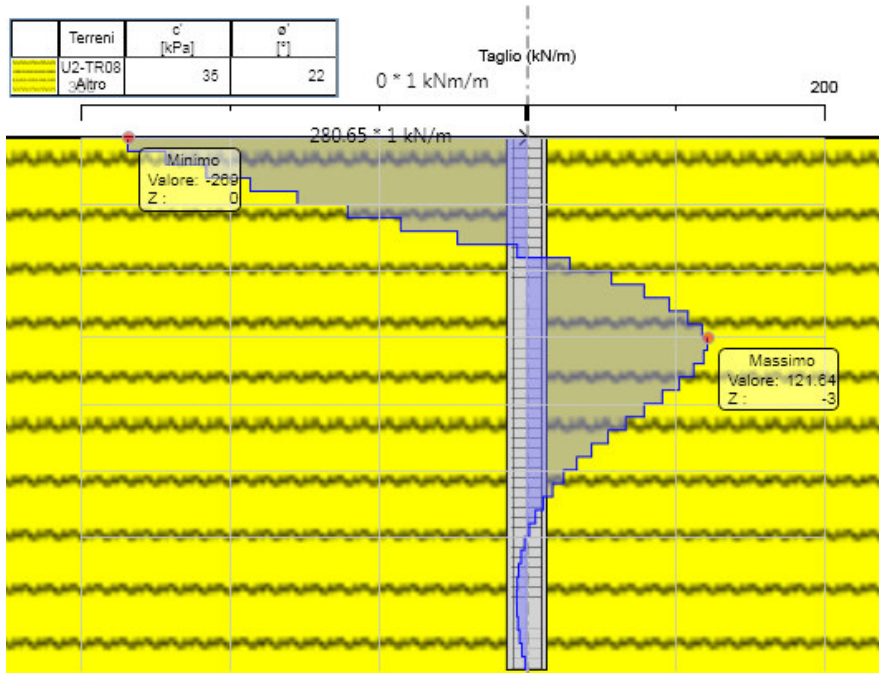 Terreni c' ø'
[kPa] [°]
U2-TR08 35 22
Altro
Taglio (kN/m)
0 * 1 kNm/m
200
280.65 * 1 kN/m
Minimo
Valore: -269
Z : 0
Massimo
Valore: 121.64
Z : -3